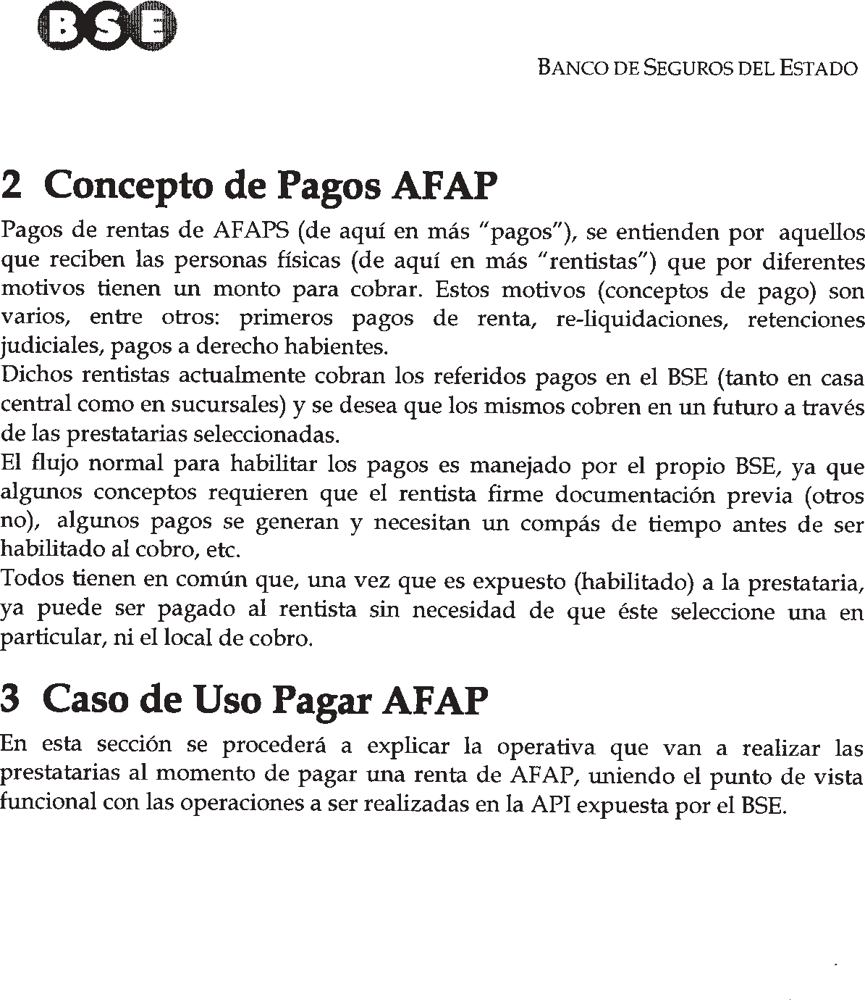 BSE
BANCO DE SEGUROS DEL ESTADO
2 Concepto de Pagos AFAP
Pagos de rentas de AFAPS (de aquí en más "pagos"), se entienden por aquellos
que reciben las personas físicas (de aquí en más "rentistas") que por diferentes
motivos tienen un monto para cobrar. Estos motivos (conceptos de pago) son
varios, entre otros: primeros pagos de renta, re-liquidaciones, retenciones
judiciales, pagos a derecho habientes.
Dichos rentistas actualmente cobran los referidos pagos en el BSE (tanto en casa
central como en sucursales) y se desea que los mismos cobren en un futuro a través
de las prestatarias seleccionadas.
El flujo normal para habilitar los pagos es manejado por el propio BSE, ya que
algunos conceptos requieren que el rentista firme documentación previa (otros
no), algunos pagos se generan y necesitan un compás de tiempo antes de ser
habilitado al cobro, etc.
Todos tienen en común que, una vez que es expuesto (habilitado) a la prestataria,
ya puede ser pagado al rentista sin necesidad de que éste seleccione una en
particular, ni el local de cobro.
3 Caso de Uso Pagar AFAP
En esta sección se procederá a explicar la operativa que van a realizar las
prestatarias al momento de pagar una renta de AFAP, uniendo el punto de vista
funcional con las operaciones a ser realizadas en la API expuesta por el BSE.